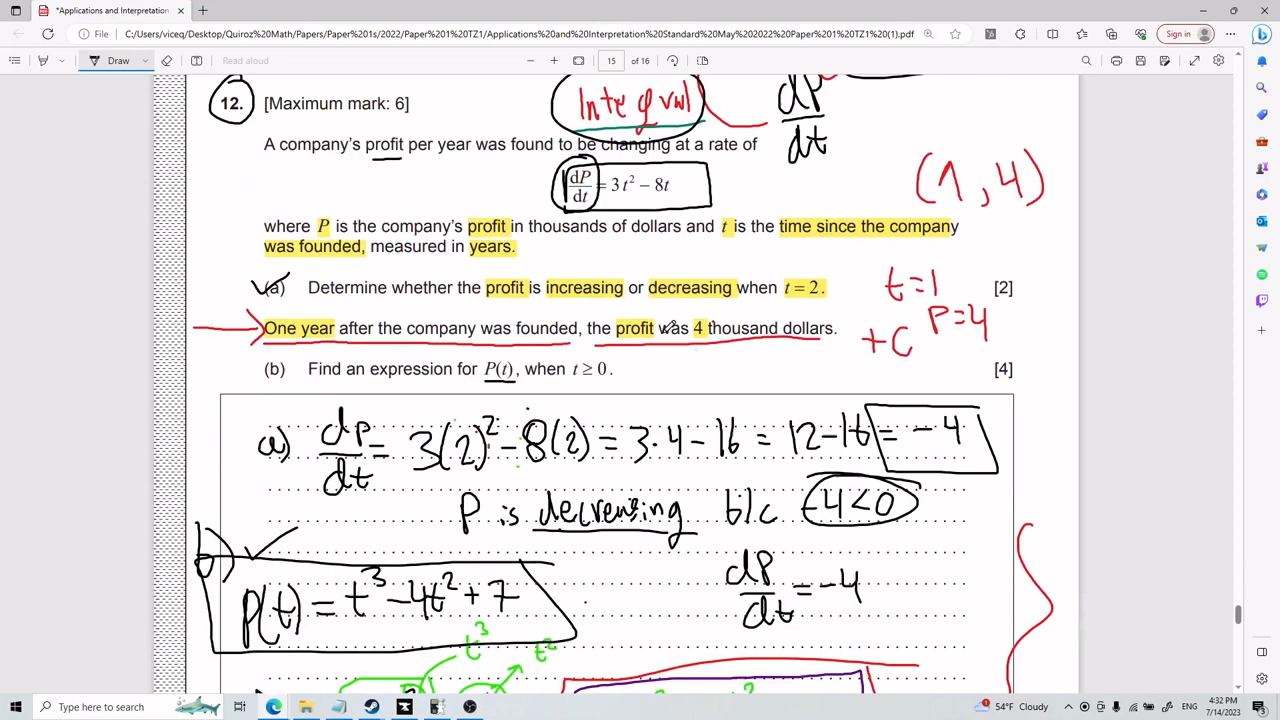 *Applications and Interpretation
File
C:/Users/viceq/Desktop/Quiroz%20Math/Papers/Paper%201s/2022/Paper%201%20TZ1%20/Applications%20and%20Interpretation%20Standard%20May%202022%20Paper%201%20TZ1%20(1).pdf
Sign in
Draw
Read aloud
15 of 16
12. [Maximum mark: 6]
Integral
dP/dt
A company's profit per year was found to be changing at a rate of
dP/dt = 3t² − 8t
(1, 4)
where P is the company's profit in thousands of dollars and t is the time since the company
was founded, measured in years.
(a) Determine whether the profit is increasing or decreasing when t = 2. [2]
t=1
P=4
One year after the company was founded, the profit was 4 thousand dollars.
+C
(b) Find an expression for P(t), when t ≥ 0. [4]
a) dP/dt = 3(2)² − 8(2) = 3·4 − 16 = 12−16 = −4
P is decreasing b/c −4<0
b)
dP/dt = −4
P(t) = t³ − 4t² + 7
t³
t²
Type here to search
54°F Cloudy
4:32 PM
7/14/2023